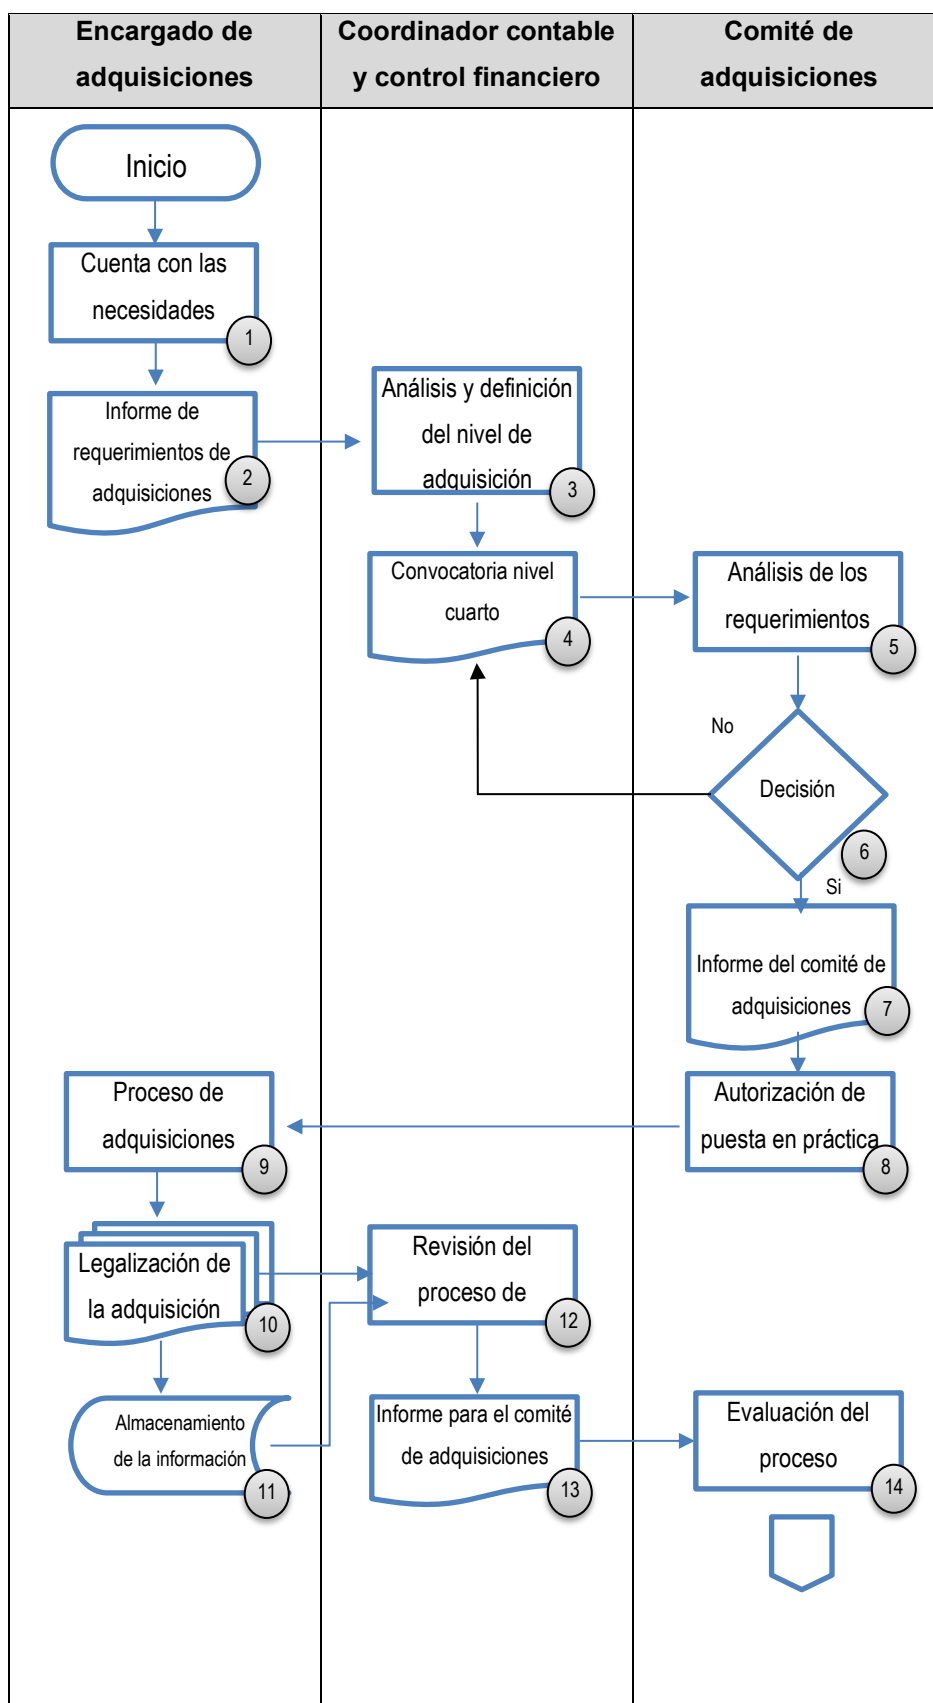 Encargado de
adquisiciones
Coordinador contable
y control financiero
Comité de
adquisiciones
Inicio
Cuenta con las
necesidades
1
Informe de
requerimientos de
adquisiciones
2
Análisis y definición
del nivel de
adquisición
3
Convocatoria nivel
cuarto
4
Análisis de los
requerimientos
5
No
Decisión
6
Si
Informe del comité de
adquisiciones
7
Autorización de
puesta en práctica
8
Proceso de
adquisiciones
9
Legalización de
la adquisición
10
Almacenamiento
de la información
11
Revisión del
proceso de
12
Informe para el comité
de adquisiciones
13
Evaluación del
proceso
14